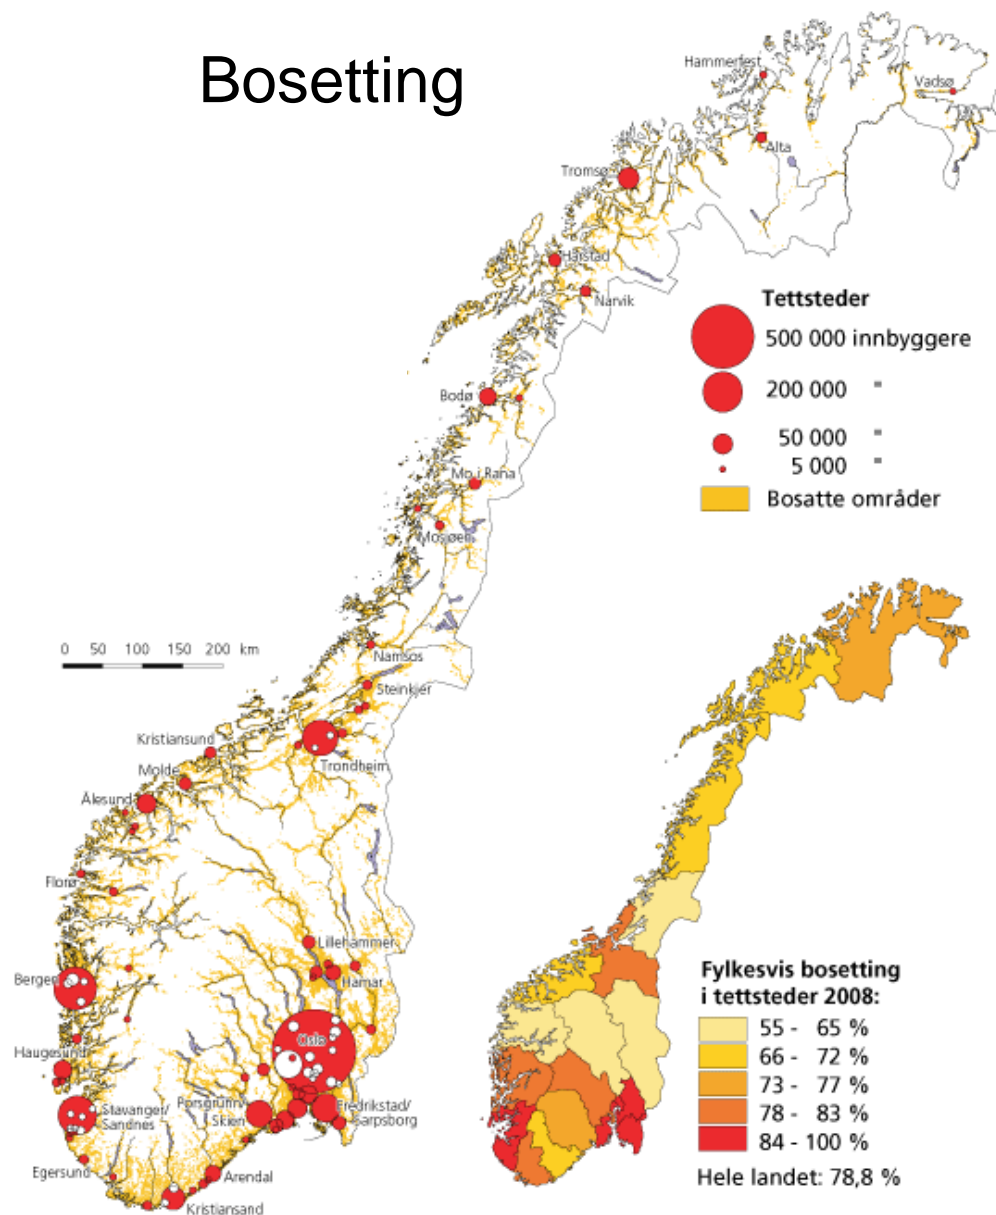 Bosetting
Hammerfest
Vadsø
Alta
Tromsø
Harstad
Narvik
Tettsteder
500 000 innbyggere
200 000 "
50 000 "
5 000 "
Bosatte områder
Bodø
Mo i Rana
Mosjøen
0 50 100 150 200 km
Namsos
Steinkjer
Kristiansund
Trondheim
Molde
Ålesund
Florø
Lillehammer
Bergen
Hamar
Oslo
Haugesund
Stavanger/
Sandnes
Porsgrunn/
Skien
Fredrikstad/
Sarpsborg
Egersund
Arendal
Kristiansand
Fylkesvis bosetting
i tettsteder 2008:
55 - 65 %
66 - 72 %
73 - 77 %
78 - 83 %
84 - 100 %
Hele landet: 78,8 %